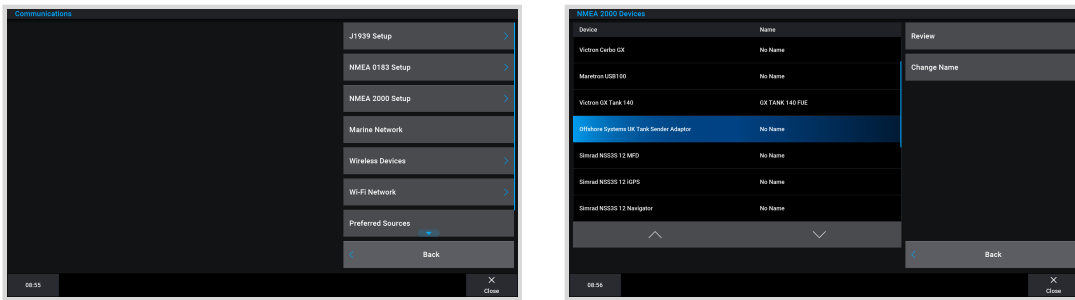 Communications
J1939 Setup
NMEA 0183 Setup
NMEA 2000 Setup
Marine Network
Wireless Devices
Wi-Fi Network
Preferred Sources
Back
08:55
Close
NMEA 2000 Devices
Device Name
Victron Cerbo GX No Name
Maretron USB100 No Name
Victron GX Tank 140 GX TANK 140 FUE
Offshore Systems UK Tank Sender Adaptor No Name
Simrad NSS3S 12 MFD No Name
Simrad NSS3S 12 iGPS No Name
Simrad NSS3S 12 Navigator No Name
Review
Change Name
Back
08:56
Close